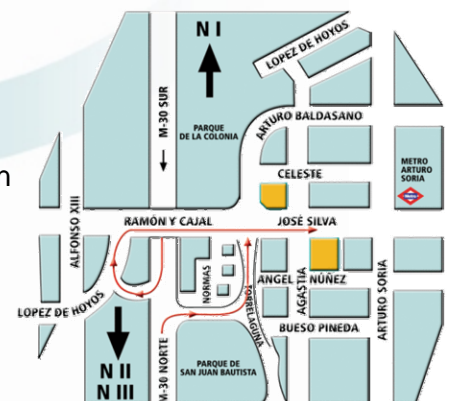 N I
LOPEZ DE HOYOS
M-30 SUR
ARTURO BALDASANO
PARQUE
DE LA COLONIA
METRO
ARTURO
SORIA
CELESTE
n
RAMÓN Y CAJAL
JOSÉ SILVA
ALFONSO XIII
NORMAS
ANGEL
NÚÑEZ
AGASTIA
ARTURO SORIA
LOPEZ DE HOYOS
TORRELAGUNA
BUESO PINEDA
N II
N III
M-30 NORTE
PARQUE DE
SAN JUAN BAUTISTA